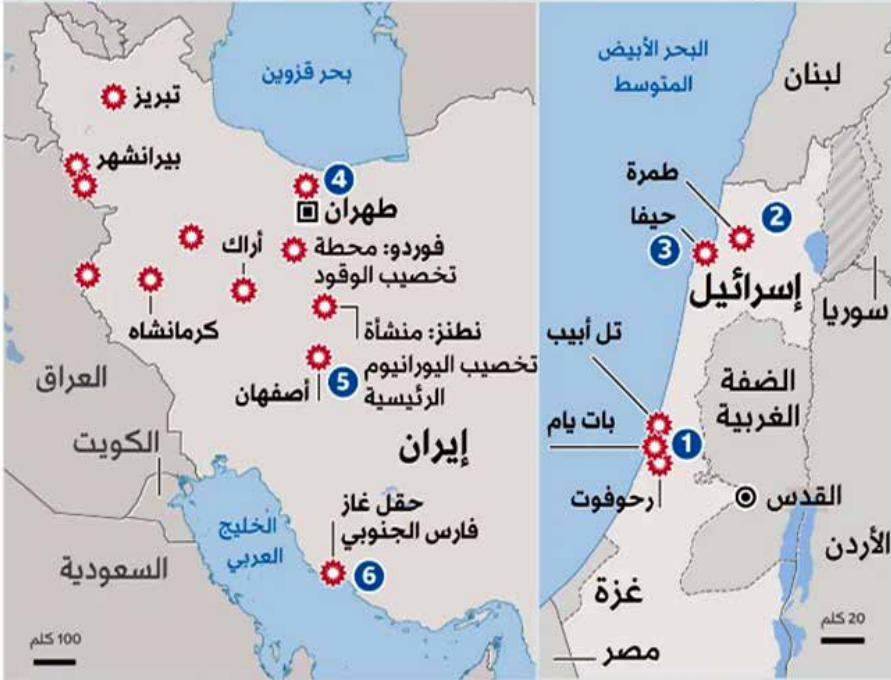 بحر قزوين
تبريز
بيرانشهر
4
طهران
أراك
فوردو: محطة
تخصيب الوقود
كرمانشاه
نطنز: منشأة
تخصيب اليورانيوم
الرئيسية
5
أصفهان
العراق
إيران
الكويت
حقل غاز
فارس الجنوبي
الخليج
العربي
السعودية
6
100 كلم
البحر الأبيض
المتوسط
لبنان
طمرة
2
حيفا
3
إسرائيل
سوريا
تل أبيب
الضفة
الغربية
بات يام
1
رحوفوت
القدس
الأردن
غزة
20 كلم
مصر